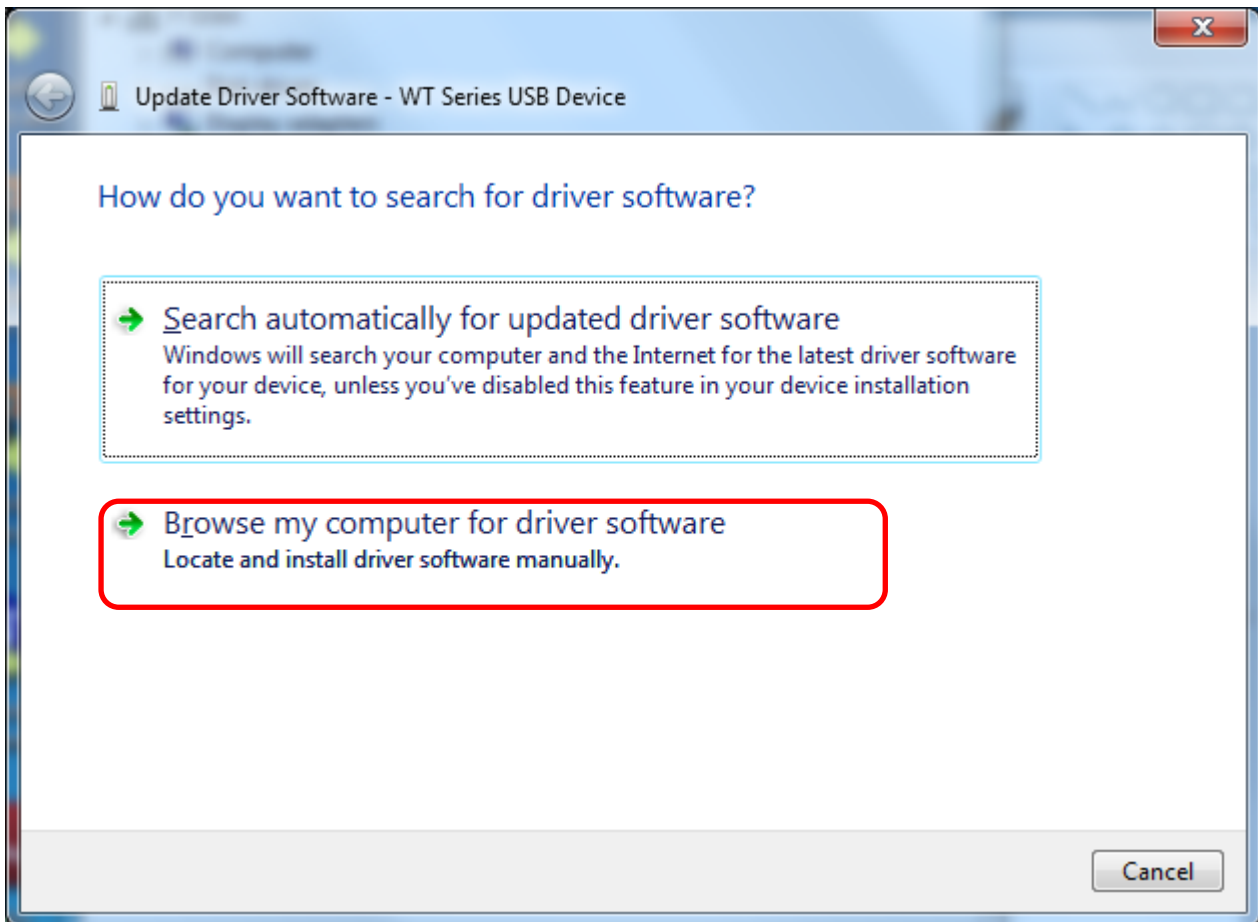 Computer
Display adapters
Update Driver Software - WT Series USB Device
How do you want to search for driver software?
Search automatically for updated driver software
Windows will search your computer and the Internet for the latest driver software
for your device, unless you've disabled this feature in your device installation
settings.
Browse my computer for driver software
Locate and install driver software manually.
Cancel